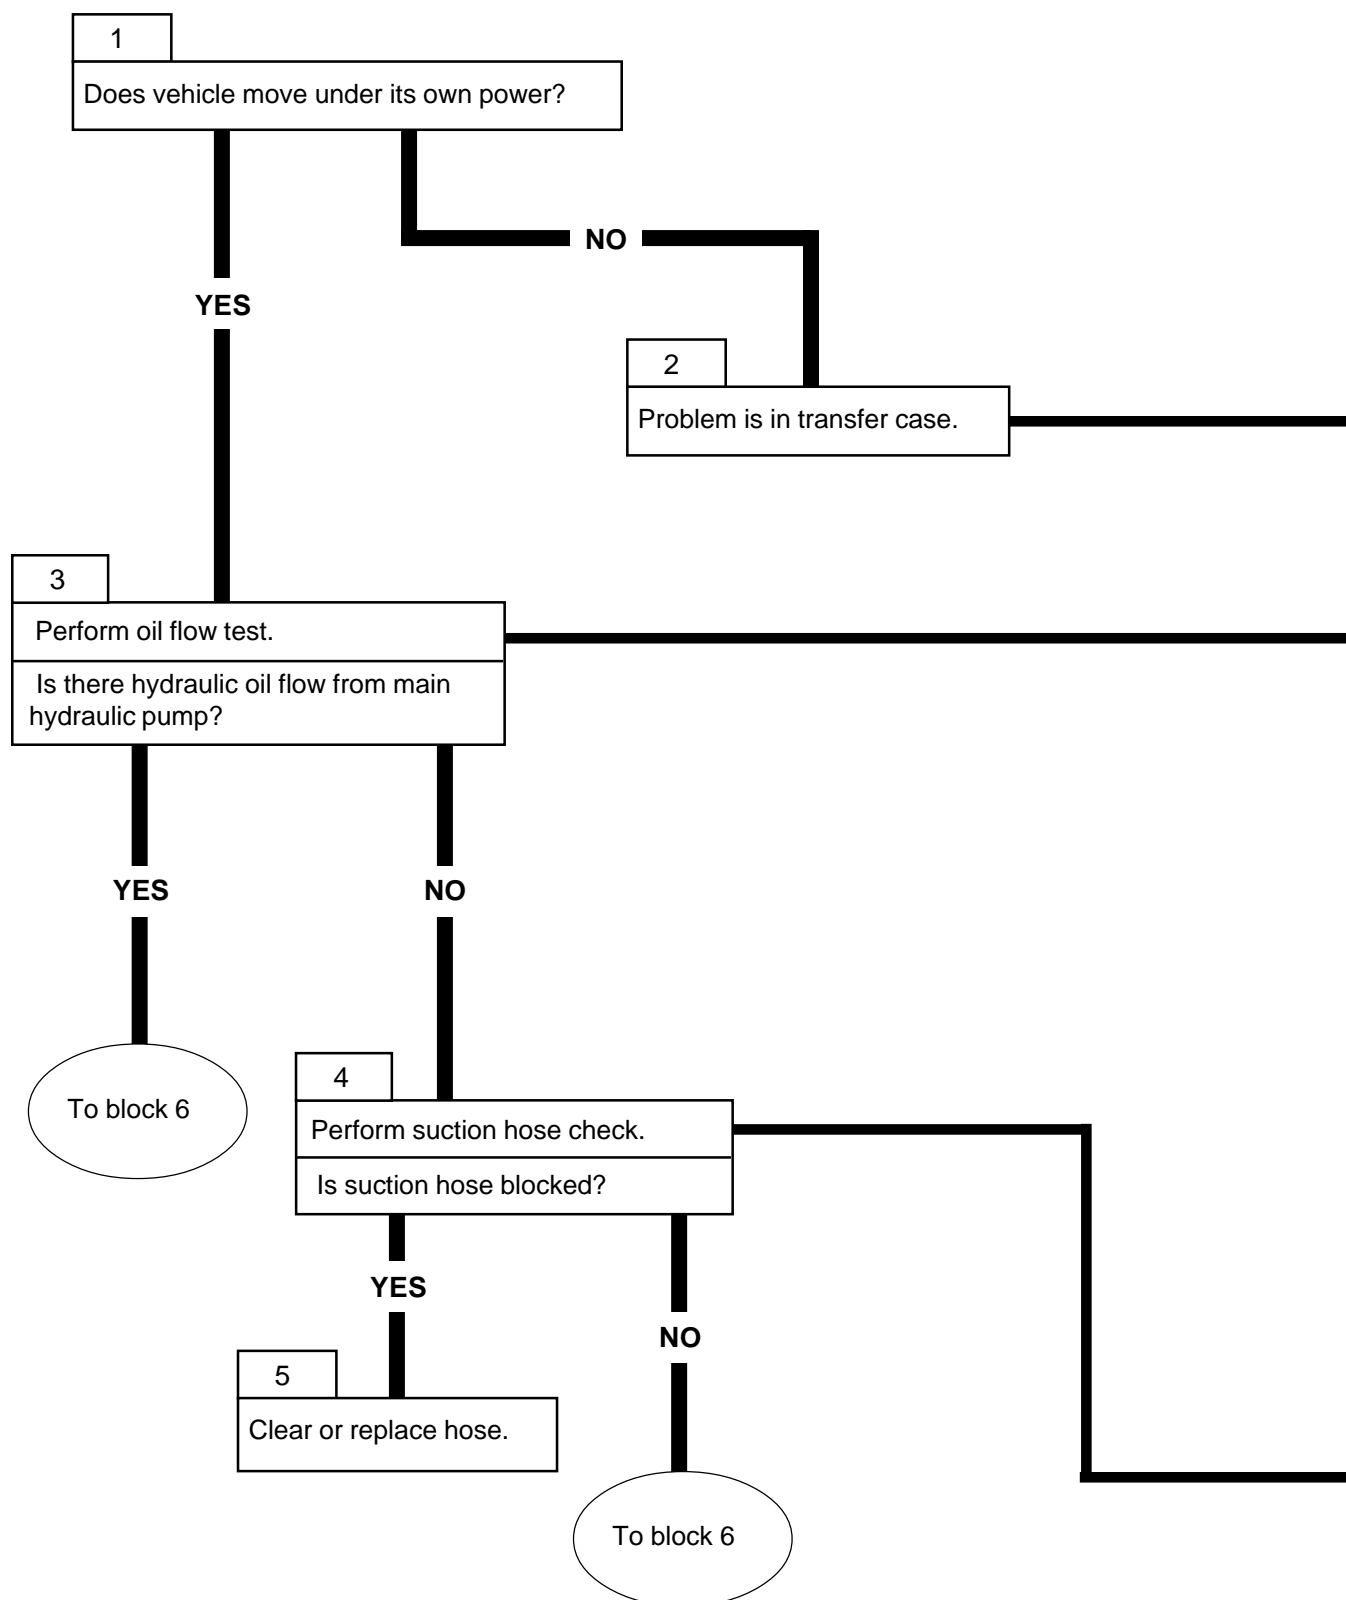 1
Does vehicle move under its own power?
NO
YES
2
Problem is in transfer case.
3
Perform oil flow test.
Is there hydraulic oil flow from main
hydraulic pump?
YES
NO
4
To block 6
Perform suction hose check.
Is suction hose blocked?
YES
NO
5
Clear or replace hose.
To block 6